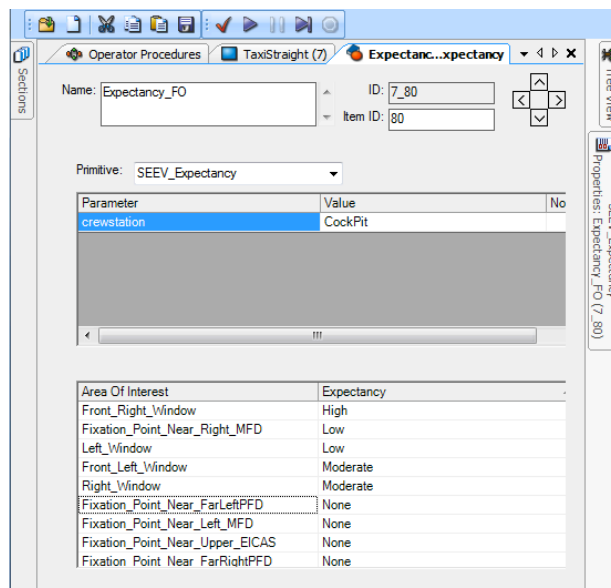 Operator Procedures
TaxiStraight (7)
Expectanc...xpectancy
Sections
Tree View
Name: Expectancy_FO
ID: 7_80
Item ID: 80
Primitive: SEEV_Expectancy
Parameter Value No
crewstation CockPit
Area Of Interest Expectancy
Front_Right_Window High
Fixation_Point_Near_Right_MFD Low
Left_Window Low
Front_Left_Window Moderate
Right_Window Moderate
Fixation_Point_Near_FarLeftPFD None
Fixation_Point_Near_Left_MFD None
Fixation_Point_Near_Upper_EICAS None
Fixation_Point_Near_FarRightPFD None
Properties: Expectancy_FO (7_80)